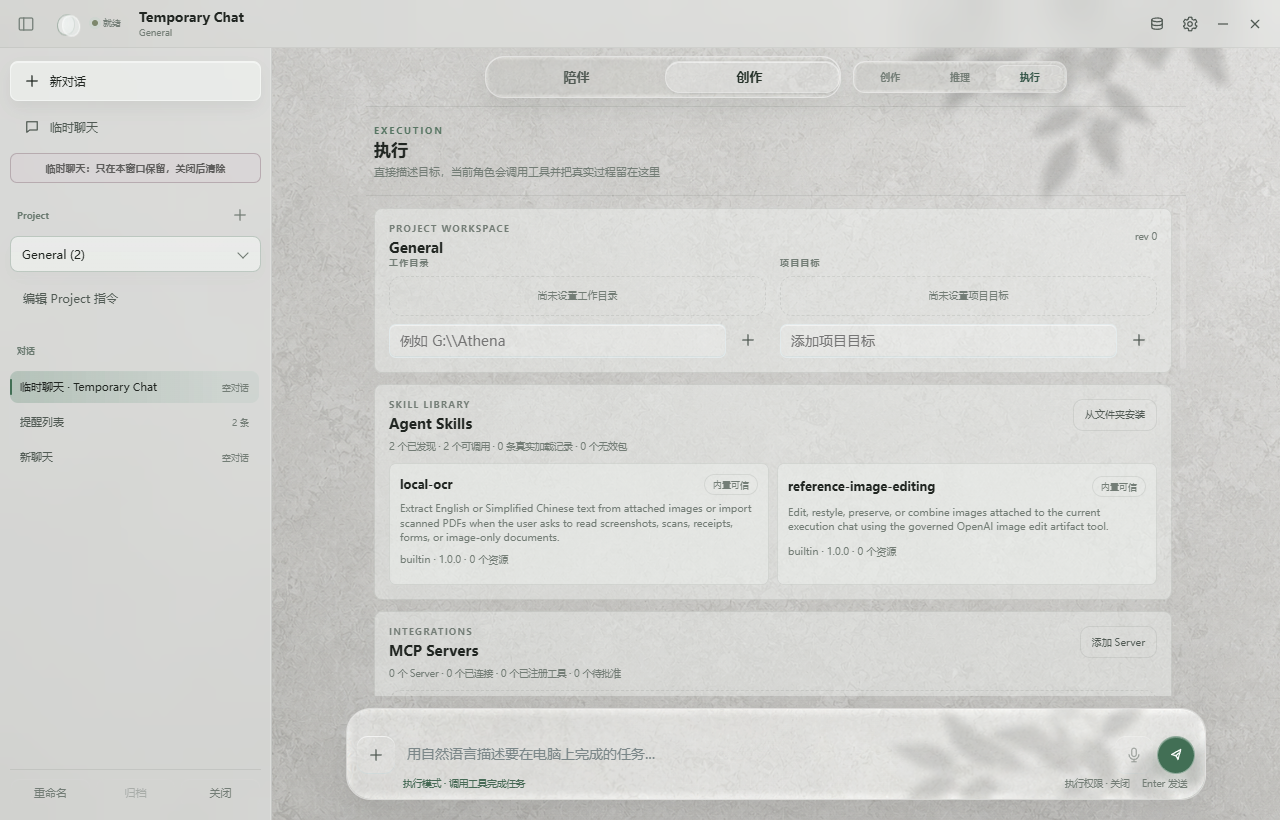 就绪
Temporary Chat
General
新对话
临时聊天
临时聊天：只在本窗口保留，关闭后清除
Project
General (2)
编辑 Project 指令
对话
临时聊天 · Temporary Chat
空对话
提醒列表
2 条
新聊天
空对话
重命名
归档
关闭
陪伴
创作
创作
推理
执行
EXECUTION
执行
直接描述目标，当前角色会调用工具并把真实过程留在这里
PROJECT WORKSPACE
General
rev 0
工作目录
项目目标
尚未设置工作目录
尚未设置项目目标
例如 G:\\Athena
添加项目目标
SKILL LIBRARY
Agent Skills
从文件夹安装
2 个已发现 · 2 个可调用 · 0 条真实加载记录 · 0 个无效包
local-ocr
内置可信
Extract English or Simplified Chinese text from attached images or import
scanned PDFs when the user asks to read screenshots, scans, receipts,
forms, or image-only documents.
builtin · 1.0.0 · 0 个资源
reference-image-editing
内置可信
Edit, restyle, preserve, or combine images attached to the current
execution chat using the governed OpenAI image edit artifact tool.
builtin · 1.0.0 · 0 个资源
INTEGRATIONS
MCP Servers
添加 Server
0 个 Server · 0 个已连接 · 0 个已注册工具 · 0 个待批准
用自然语言描述要在电脑上完成的任务...
执行模式 · 调用工具完成任务
执行权限 · 关闭
Enter 发送